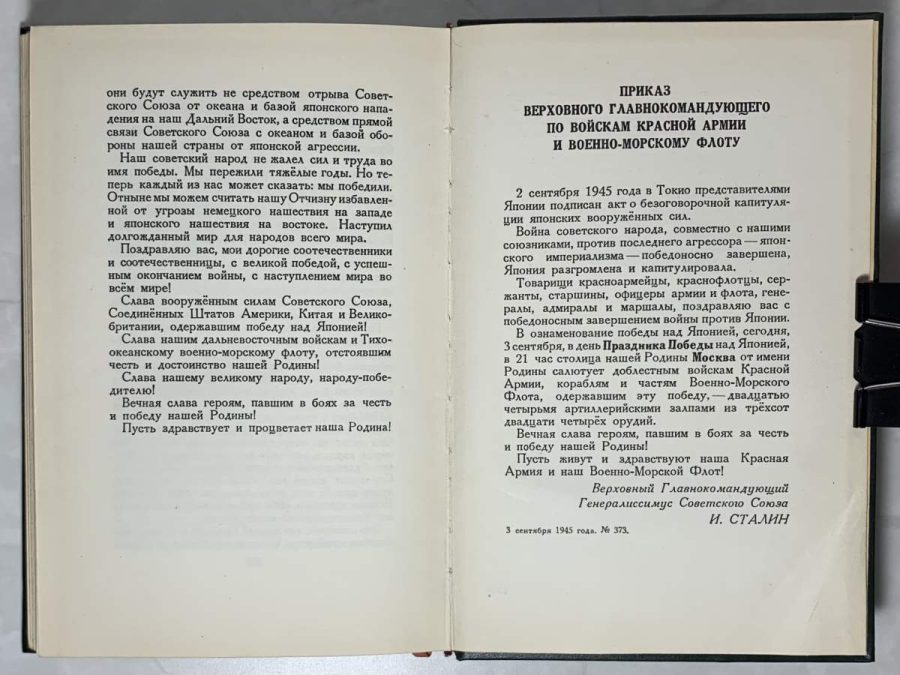 они будут служить не средством отрыва Совет-
ского Союза от океана и базой японского напа-
дения на наш Дальний Восток, а средством прямой
связи Советского Союза с океаном и базой обо-
роны нашей страны от японской агрессии.
Наш советский народ не жалел сил и труда во
имя победы. Мы пережили тяжёлые годы. Но те-
перь каждый из нас может сказать: мы победили.
Отныне мы можем считать нашу Отчизну избавлен-
ной от угрозы немецкого нашествия на западе
и японского нашествия на востоке. Наступил
долгожданный мир для народов всего мира.
Поздравляю вас, мои дорогие соотечественники
и соотечественницы, с великой победой, с успеш-
ным окончанием войны, с наступлением мира во
всём мире!
Слава вооружённым силам Советского Союза,
Соединённых Штатов Америки, Китая и Велико-
британии, одержавшим победу над Японией!
Слава нашим дальневосточным войскам и Тихо-
океанскому военно-морскому флоту, отстоявшим
честь и достоинство нашей Родины!
Слава нашему великому народу, народу-побе-
дителю!
Вечная слава героям, павшим в боях за честь
и победу нашей Родины!
Пусть здравствует и процветает наша Родина!
ПРИКАЗ
ВЕРХОВНОГО ГЛАВНОКОМАНДУЮЩЕГО
ПО ВОЙСКАМ КРАСНОЙ АРМИИ
И ВОЕННО-МОРСКОМУ ФЛОТУ
2 сентября 1945 года в Токио представителями
Японии подписан акт о безоговорочной капитуля-
ции японских вооружённых сил.
Война советского народа, совместно с нашими
союзниками, против последнего агрессора — япон-
ского империализма — победоносно завершена,
Япония разгромлена и капитулировала.
Товарищи красноармейцы, краснофлотцы, сер-
жанты, старшины, офицеры армии и флота, гене-
ралы, адмиралы и маршалы, поздравляю вас с
победоносным завершением войны против Японии.
В ознаменование победы над Японией, сегодня,
3 сентября, в день Праздника Победы над Японией,
в 21 час столица нашей Родины Москва от имени
Родины салютует доблестным войскам Красной
Армии, кораблям и частям Военно-Морского
Флота, одержавшим эту победу, — двадцатью
четырьмя артиллерийскими залпами из трёхсот
двадцати четырёх орудий.
Вечная слава героям, павшим в боях за честь
и победу нашей Родины!
Пусть живут и здравствуют наша Красная
Армия и наш Военно-Морской Флот!
Верховный Главнокомандующий
Генералиссимус Советского Союза
И. СТАЛИН
3 сентября 1945 года. № 373.